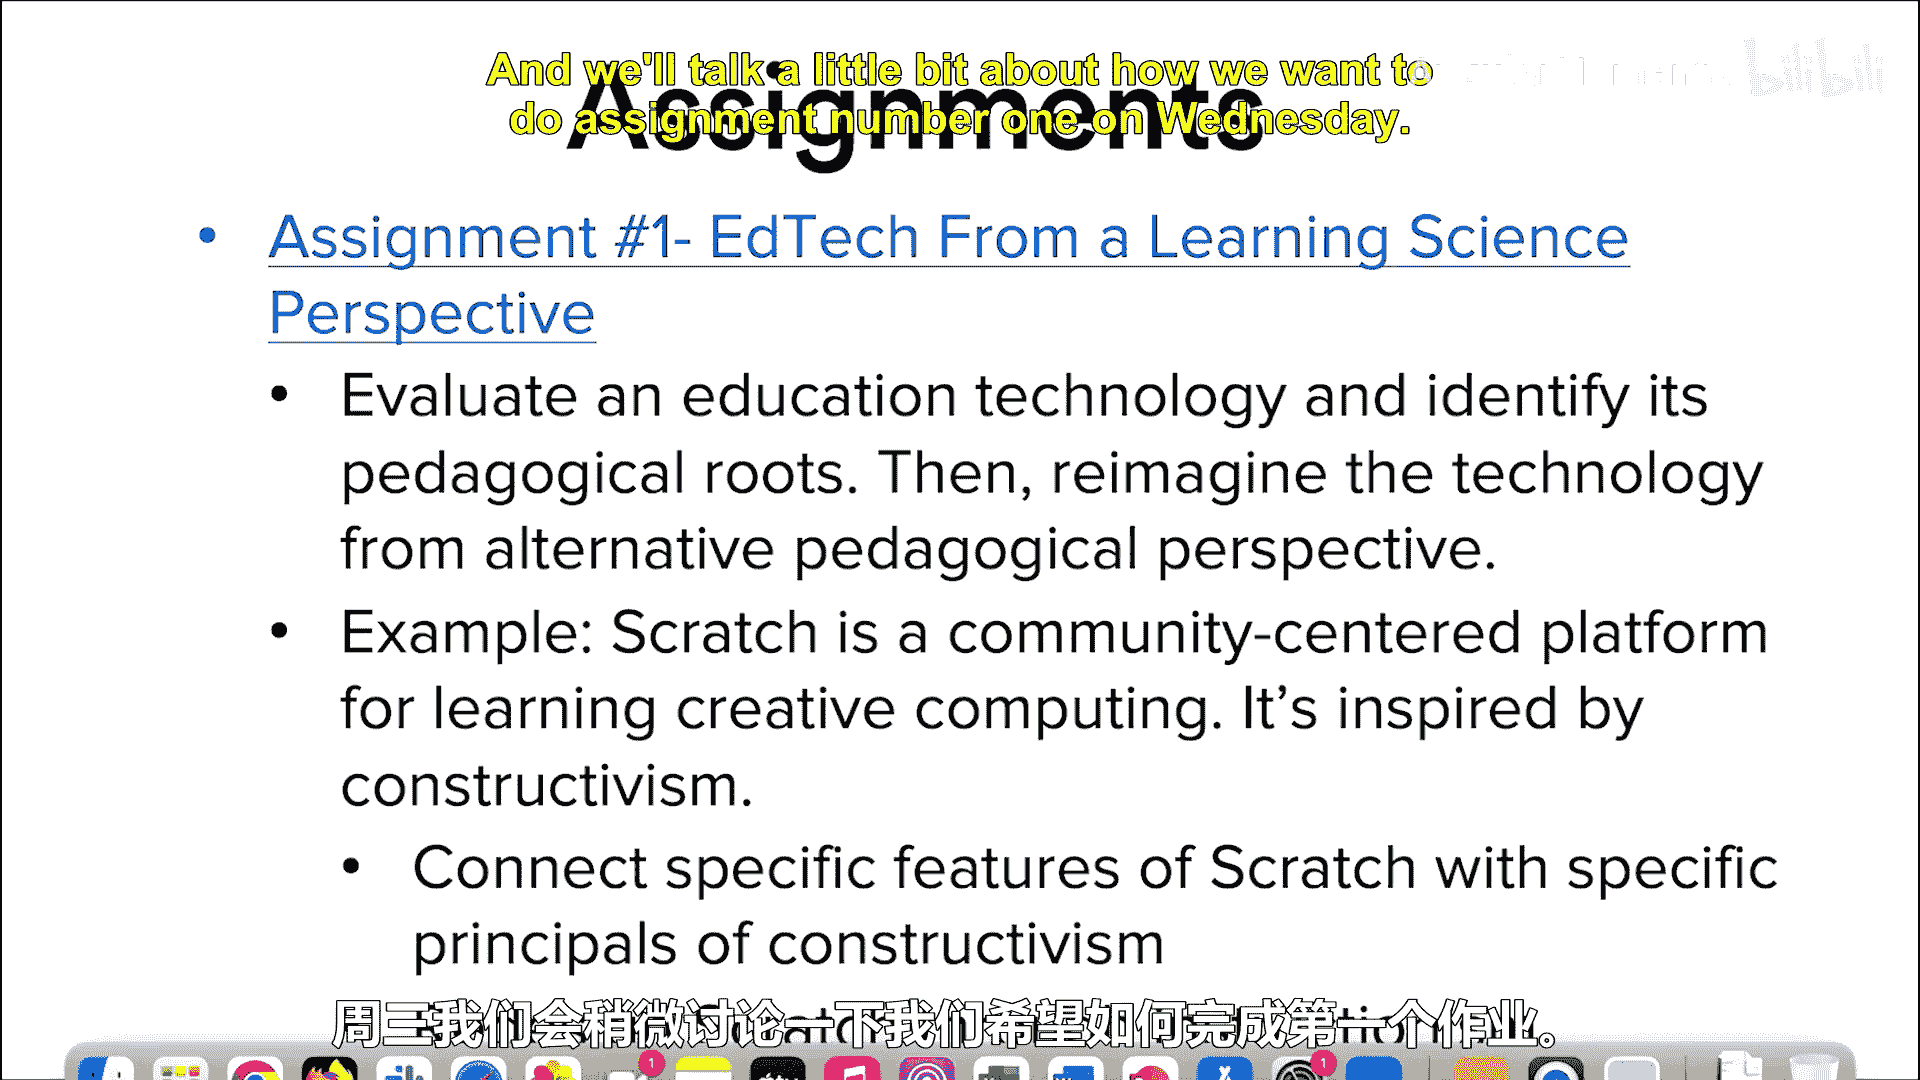 And we'll talk a little bit about how we want to
do assignment number one on Wednesday.
Assignments
bilibili
• Assignment #1- EdTech From a Learning Science
Perspective
• Evaluate an education technology and identify its
pedagogical roots. Then, reimagine the technology
from alternative pedagogical perspective.
• Example: Scratch is a community-centered platform
for learning creative computing. It’s inspired by
constructivism.
• Connect specific features of Scratch with specific
principals of constructivism
周三我们会稍微讨论一下我们希望如何完成第一个作业。
1
1